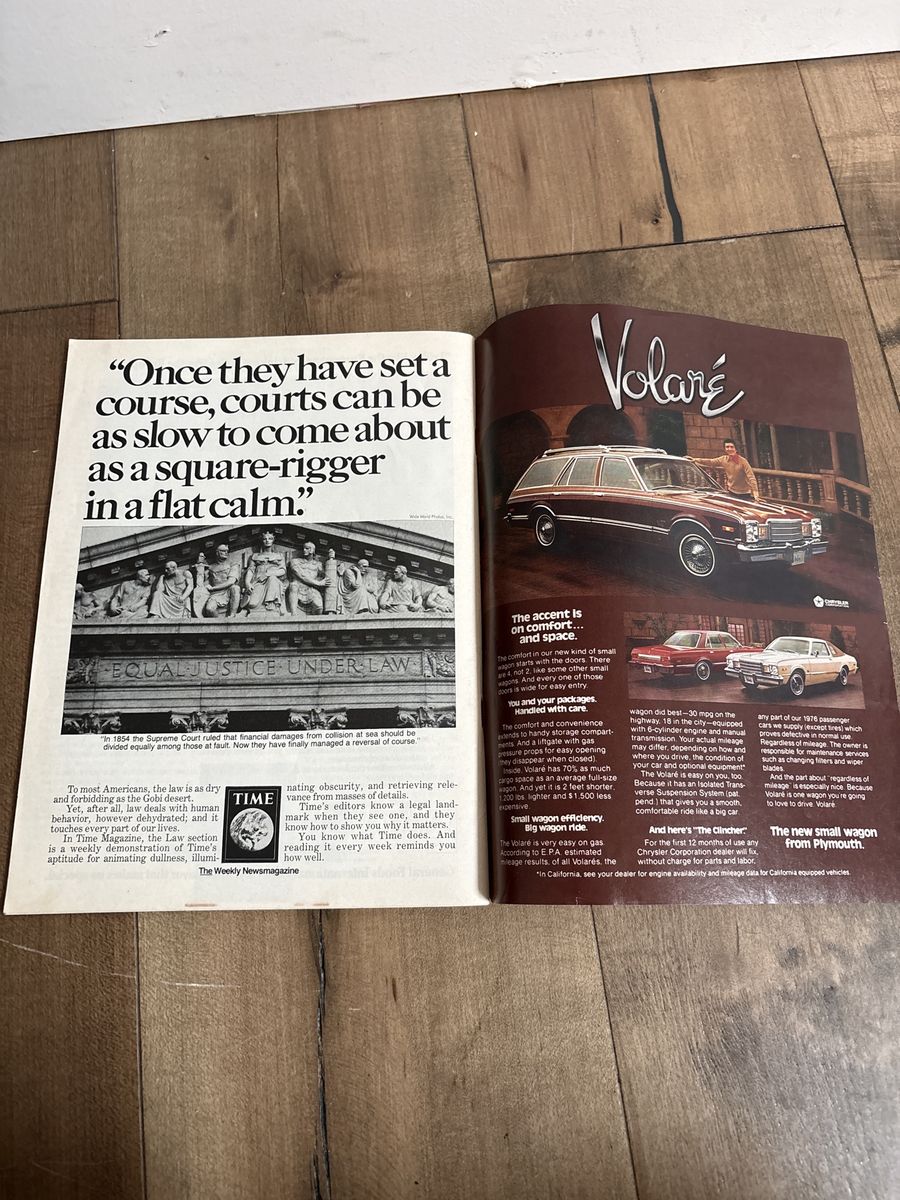 “Once they have set a
course, courts can be
as slow to come about
as a square-rigger
in a flat calm.”
Wide World Photos, Inc.
EQUAL·JUSTICE·UNDER·LAW
“In 1854 the Supreme Court ruled that financial damages from collision at sea should be
divided equally among those at fault. Now they have finally managed a reversal of course.”
To most Americans, the law is as dry
and forbidding as the Gobi desert.
Yet, after all, law deals with human
behavior, however dehydrated; and it
touches every part of our lives.
In Time Magazine, the Law section
is a weekly demonstration of Time's
aptitude for animating dullness, illumi-
TIME
The Weekly Newsmagazine
nating obscurity, and retrieving rele-
vance from masses of details.
Time's editors know a legal land-
mark when they see one, and they
know how to show you why it matters.
You know what Time does. And
reading it every week reminds you
how well.
Volaré
CHRYSLER
The accent is
on comfort...
and space.
The comfort in our new kind of small
wagon starts with the doors. There
are 4, not 2, like some other small
wagons. And every one of those
doors is wide for easy entry.
You and your packages.
Handled with care.
The comfort and convenience
extends to handy storage compart-
ments. And a liftgate with gas
pressure props for easy opening
(they disappear when closed).
Inside, Volaré has 70% as much
cargo space as an average full-size
wagon. And yet it is 2 feet shorter,
1,200 lbs. lighter and $1,500 less
expensive.
Small wagon efficiency.
Big wagon ride.
The Volaré is very easy on gas.
According to E.P.A. estimated
mileage results, of all Volarés, the
wagon did best—30 mpg on the
highway, 18 in the city—equipped
with 6-cylinder engine and manual
transmission. Your actual mileage
may differ, depending on how and
where you drive, the condition of
your car and optional equipment*
The Volaré is easy on you, too.
Because it has an Isolated Trans-
verse Suspension System (pat.
pend.) that gives you a smooth,
comfortable ride like a big car.
And here's “The Clincher.”
For the first 12 months of use any
Chrysler Corporation dealer will fix,
without charge for parts and labor,
any part of our 1976 passenger
cars we supply (except tires) which
proves defective in normal use.
Regardless of mileage. The owner is
responsible for maintenance services
such as changing filters and wiper
blades.
And the part about “regardless of
mileage” is especially nice. Because
Volaré is one wagon you're going
to love to drive. Volaré.
The new small wagon
from Plymouth.
*In California, see your dealer for engine availability and mileage data for California equipped vehicles.